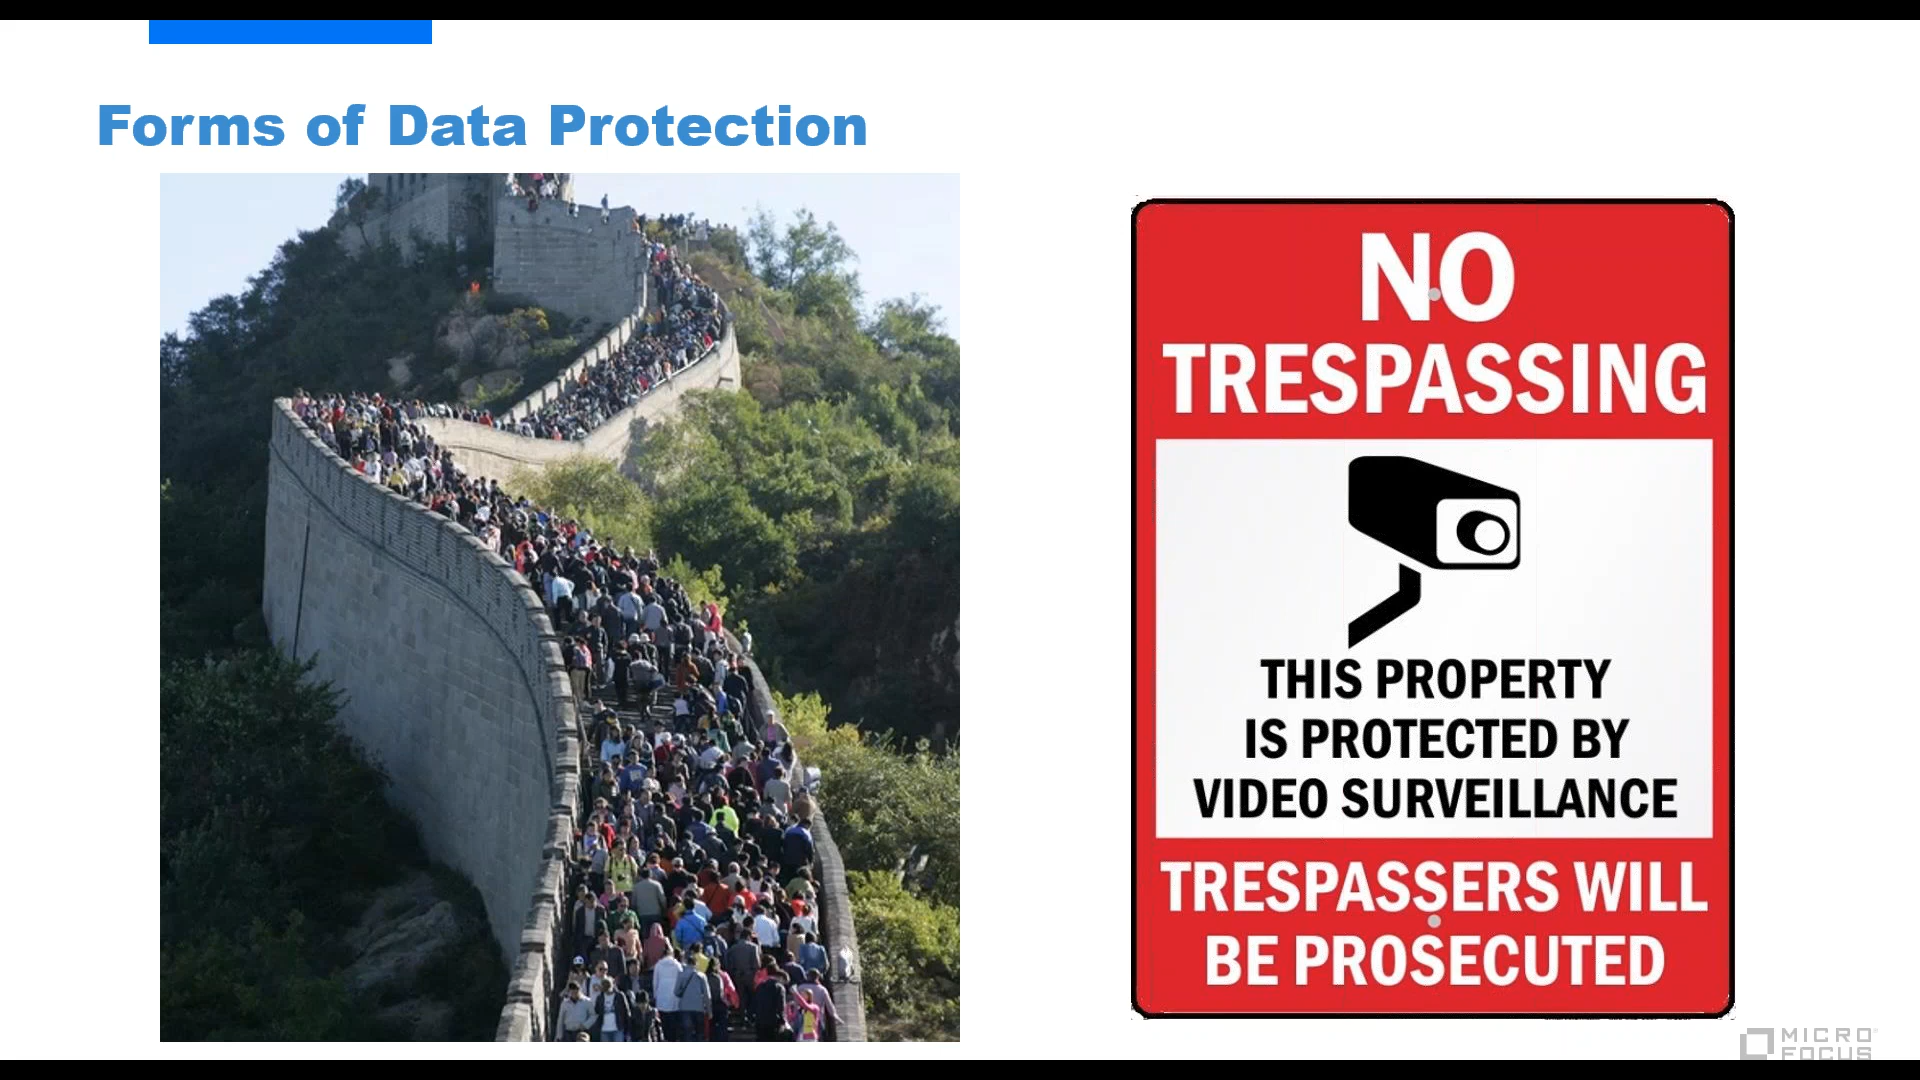 Forms of Data Protection
NO
TRESPASSING
THIS PROPERTY
IS PROTECTED BY
VIDEO SURVEILLANCE
TRESPASSERS WILL
BE PROSECUTED
MICRO
FOCUS